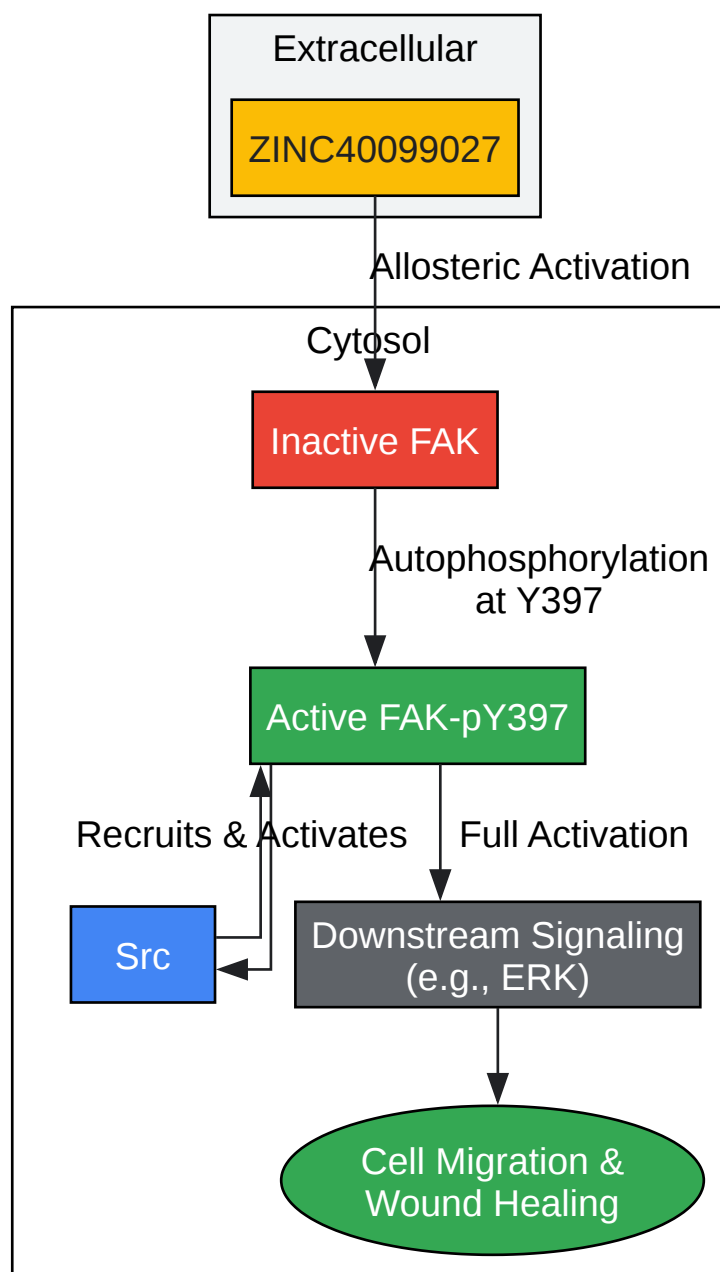 Extracellular
ZINC40099027
Allosteric Activation
Cytosol
Inactive FAK
Autophosphorylation
at Y397
Active FAK-pY397
Recruits & Activates
Full Activation
Src
Downstream Signaling
(e.g., ERK)
Cell Migration &
Wound Healing